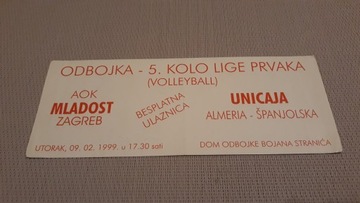 ODBOJKA - 5. KOLO LIGE PRVAKA
(VOLLEYBALL)
AOK
MLADOST
ZAGREB
BESPLATNA
ULAZNICA
UNICAJA
ALMERIA - ŠPANJOLSKA
UTORAK, 09. 02. 1999. u 17.30 sati
DOM ODBOJKE BOJANA STRANIĆA